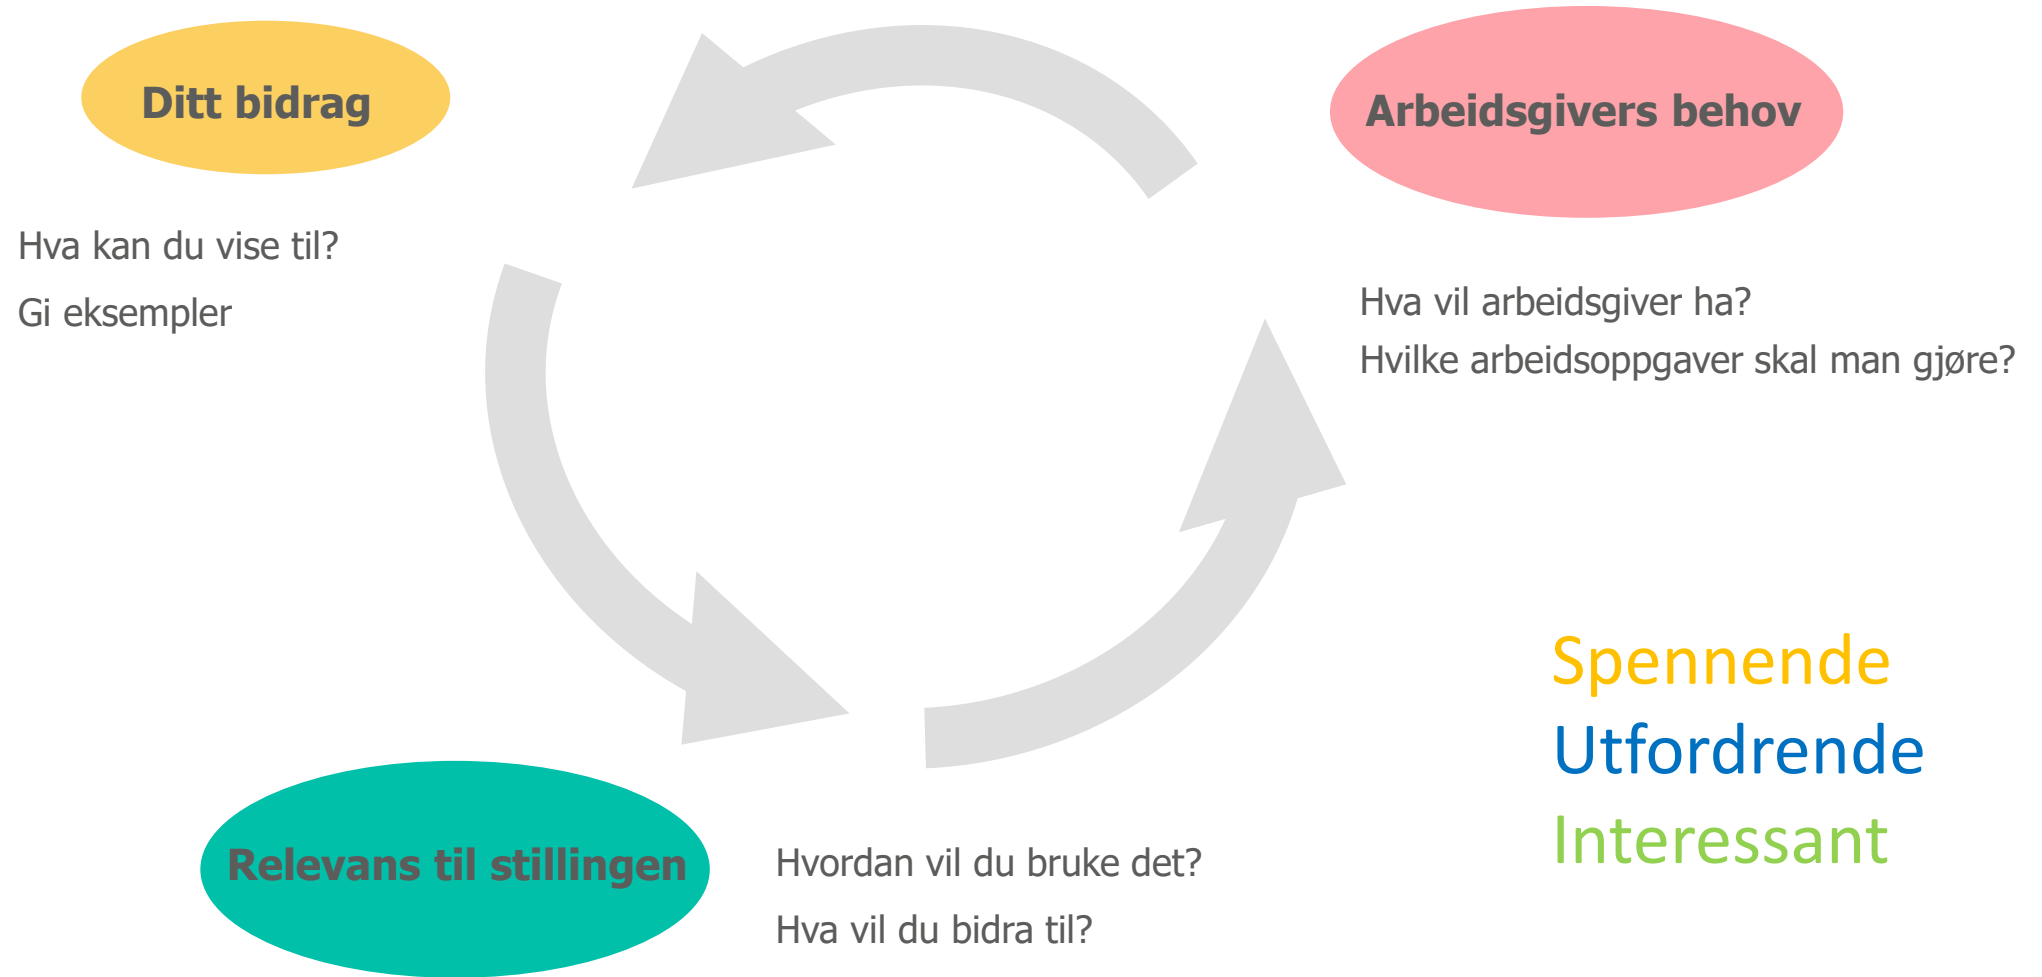 Ditt bidrag
Hva kan du vise til?
Gi eksempler
Arbeidsgivers behov
Hva vil arbeidsgiver ha?
Hvilke arbeidsoppgaver skal man gjøre?
Relevans til stillingen
Hvordan vil du bruke det?
Hva vil du bidra til?
Spennende
Utfordrende
Interessant